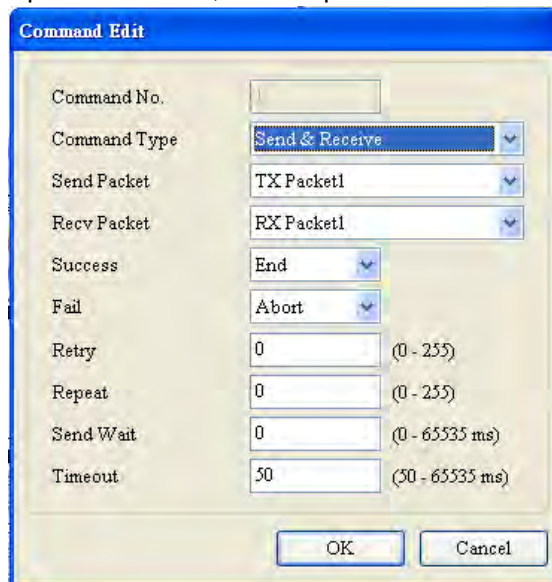 Command Edit
Command No. 1
Command Type Send & Receive
Send Packet TX Packet1
Recv Packet RX Packet1
Success End
Fail Abort
Retry 0 (0 - 255)
Repeat 0 (0 - 255)
Send Wait 0 (0 - 65535 ms)
Timeout 50 (50 - 65535 ms)
OK Cancel